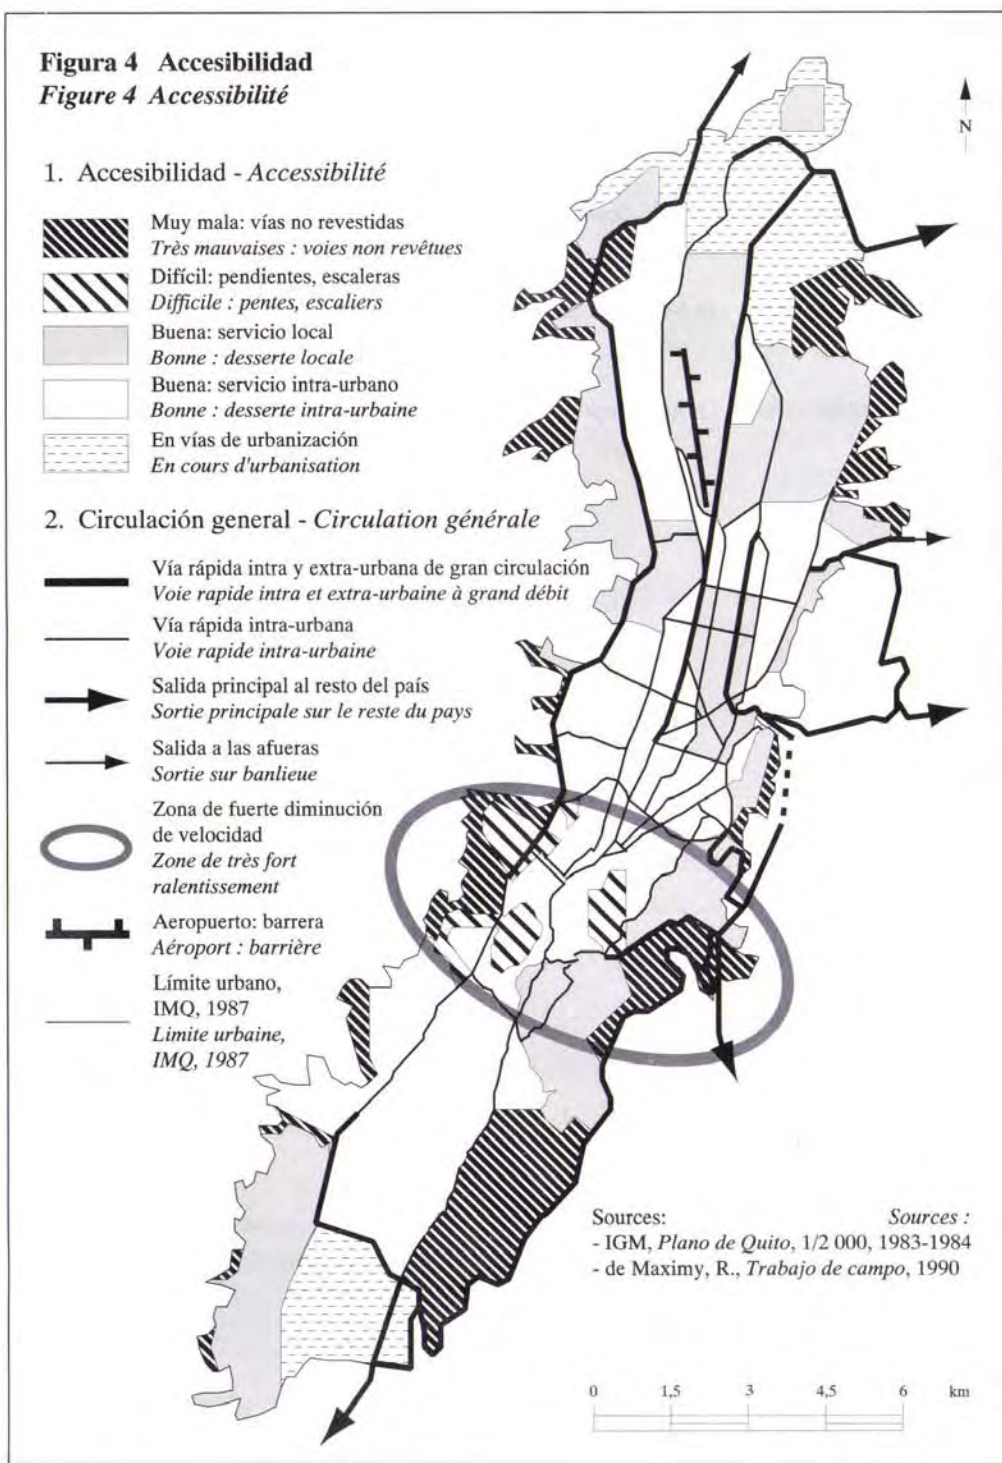 Figura 4 Accesibilidad
Figure 4 Accessibilité
N
1. Accesibilidad - Accessibilité
Muy mala: vías no revestidas
Très mauvaises : voies non revêtues
Difícil: pendientes, escaleras
Difficile : pentes, escaliers
Buena: servicio local
Bonne : desserte locale
Buena: servicio intra-urbano
Bonne : desserte intra-urbaine
En vías de urbanización
En cours d'urbanisation
2. Circulación general - Circulation générale
Vía rápida intra y extra-urbana de gran circulación
Voie rapide intra et extra-urbaine à grand débit
Vía rápida intra-urbana
Voie rapide intra-urbaine
Salida principal al resto del país
Sortie principale sur le reste du pays
Salida a las afueras
Sortie sur banlieue
Zona de fuerte diminución
de velocidad
Zone de très fort
ralentissement
Aeropuerto: barrera
Aéroport : barrière
Límite urbano,
IMQ, 1987
Limite urbaine,
IMQ, 1987
Sources: Sources :
- IGM, Plano de Quito, 1/2 000, 1983-1984
- de Maximy, R., Trabajo de campo, 1990
0 1,5 3 4,5 6 km